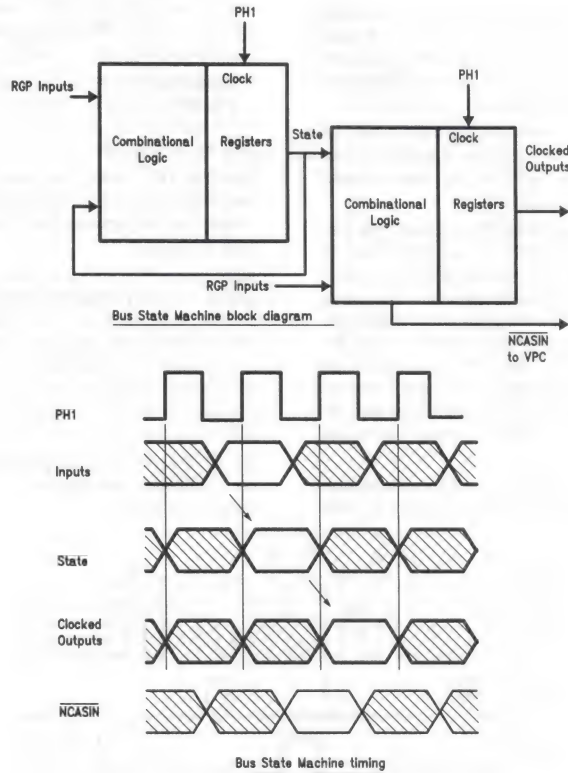 PH1
RGP Inputs
Clock
Combinational
Logic
Registers
State
PH1
Clock
Clocked
Outputs
Combinational
Logic
Registers
RGP Inputs
Bus State Machine block diagram
NCASIN
to VPC
PH1
Inputs
State
Clocked
Outputs
NCASIN
Bus State Machine timing